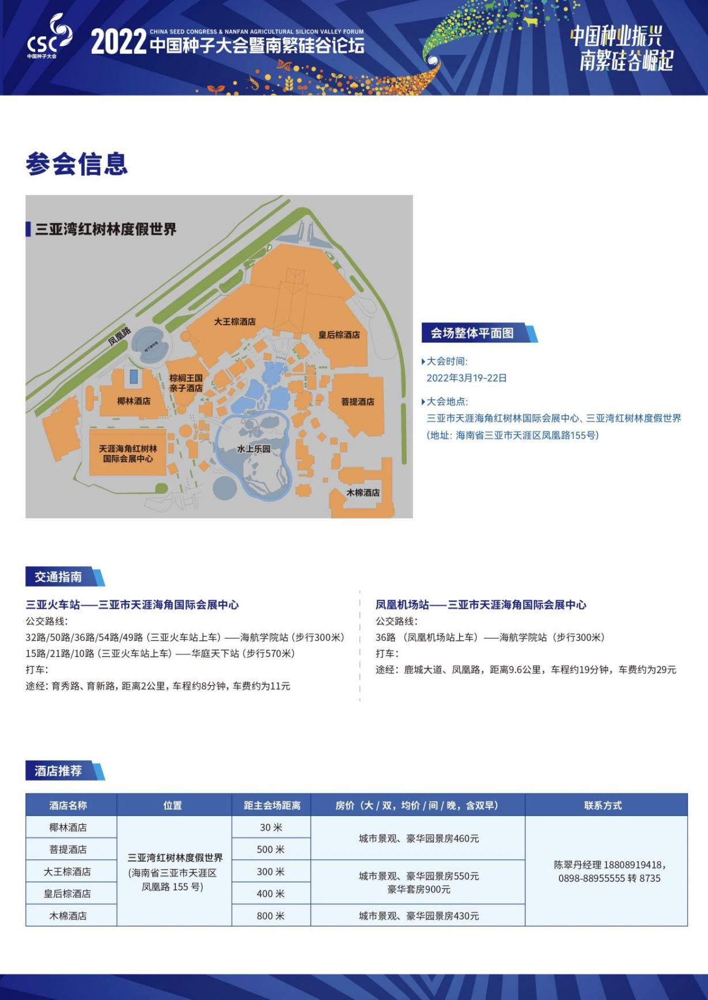 CSC
中国种子大会
2022
CHINA SEED CONGRESS & NANFAN AGRICULTURAL SILICON VALLEY FORUM
中国种子大会暨南繁硅谷论坛
中国种业振兴
南繁硅谷崛起
参会信息
三亚湾红树林度假世界
大王棕酒店
皇后棕酒店
凤凰路
棕榈王国
亲子酒店
椰林酒店
菩提酒店
天涯海角红树林
国际会展中心
水上乐园
木棉酒店
会场整体平面图
大会时间:
2022年3月19-22日
大会地点:
三亚市天涯海角红树林国际会展中心、三亚湾红树林度假世界
(地址: 海南省三亚市天涯区凤凰路155号)
交通指南
三亚火车站——三亚市天涯海角国际会展中心
公交路线：
32路/50路/36路/54路/49路（三亚火车站上车）——海航学院站（步行300米）
15路/21路/10路（三亚火车站上车）——华庭天下站（步行570米）
打车：
途经：育秀路、育新路，距离2公里，车程约8分钟，车费约为11元
凤凰机场站——三亚市天涯海角国际会展中心
公交路线：
36路 （凤凰机场站上车）——海航学院站（步行300米）
打车：
途经：鹿城大道、凤凰路，距离9.6公里，车程约19分钟，车费约为29元
酒店推荐
酒店名称 位置 距主会场距离 房价（大 / 双，均价 / 间 / 晚，含双早） 联系方式
椰林酒店 30 米
城市景观、豪华园景房460元
菩提酒店 500 米
三亚湾红树林度假世界
(海南省三亚市天涯区
凤凰路 155 号)
大王棕酒店 300 米
城市景观、豪华园景房550元
豪华套房900元
陈翠丹经理 18808919418，
0898-88955555 转 8735
皇后棕酒店 400 米
木棉酒店 800 米 城市景观、豪华园景房430元